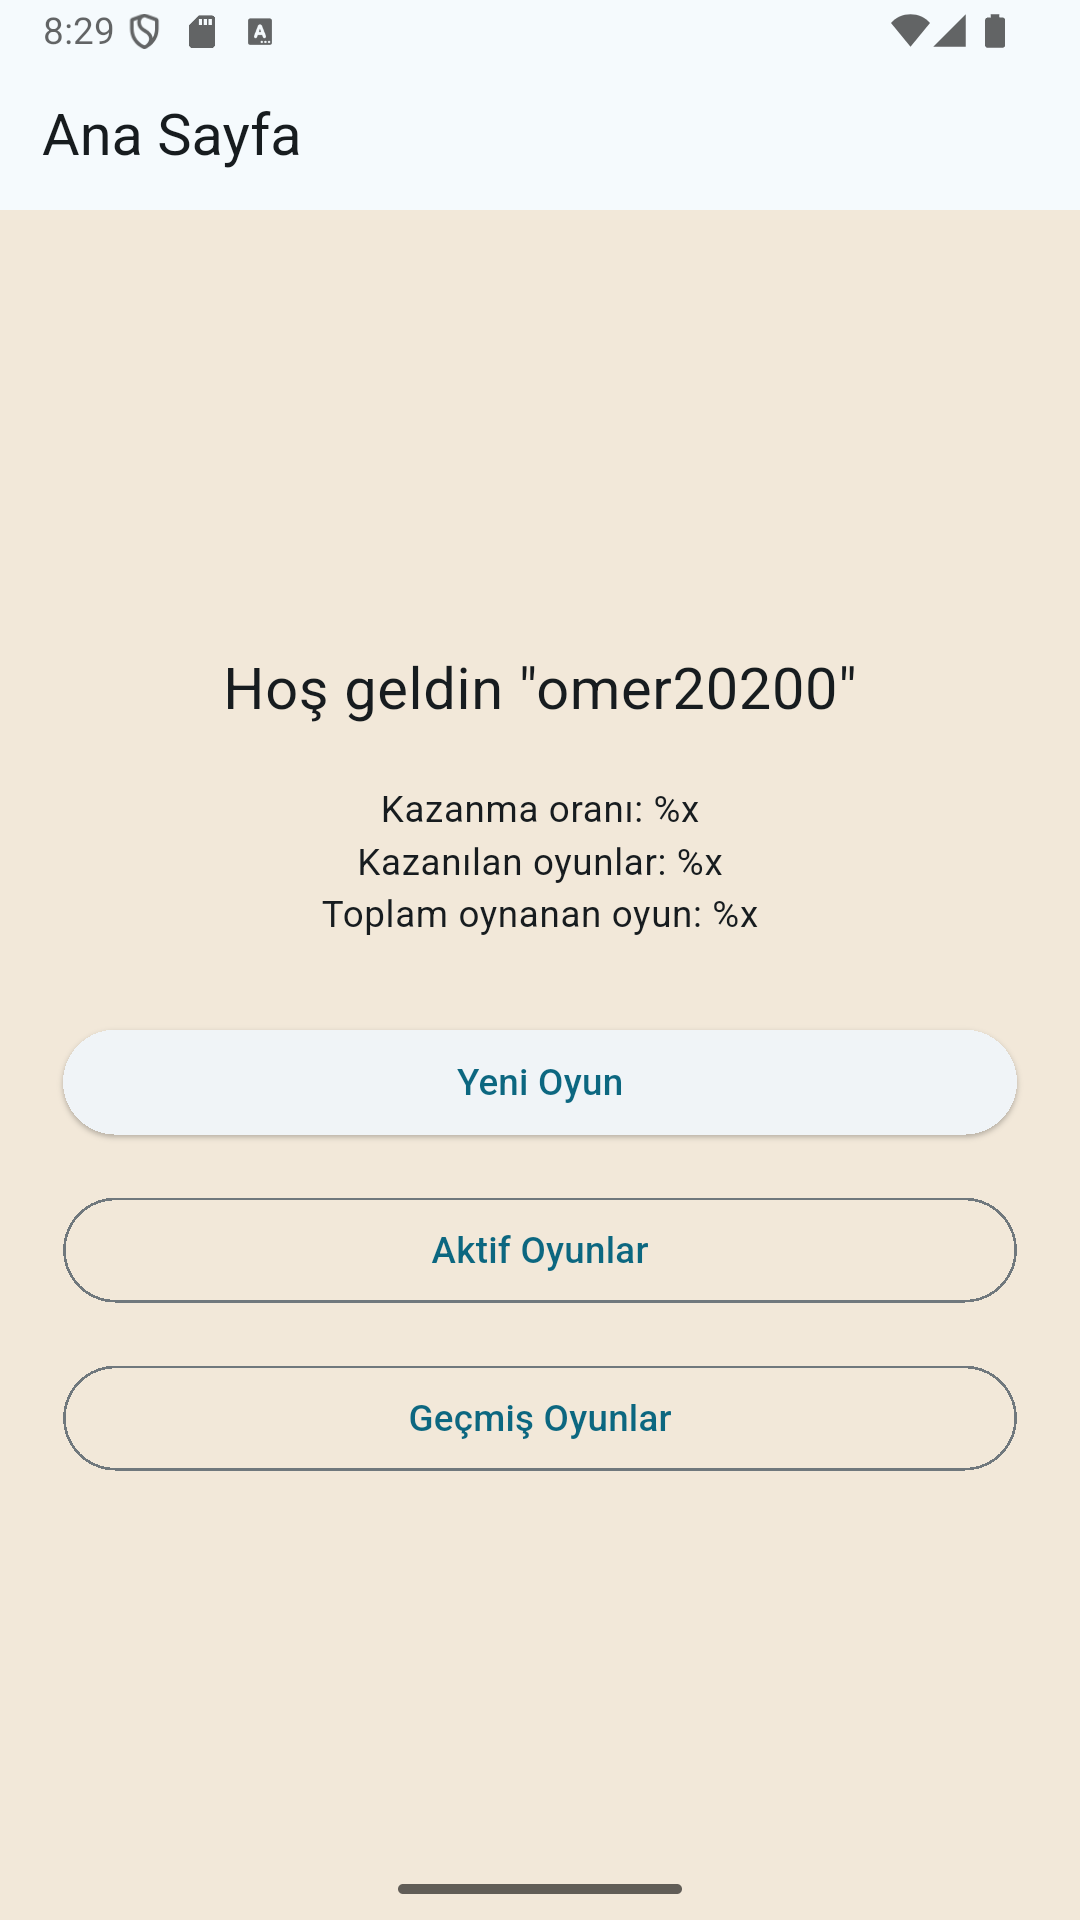 8:29
Ana Sayfa
Hoş geldin "omer20200"
Kazanma oranı: %x
Kazanılan oyunlar: %x
Toplam oynanan oyun: %x
Yeni Oyun
Aktif Oyunlar
Geçmiş Oyunlar